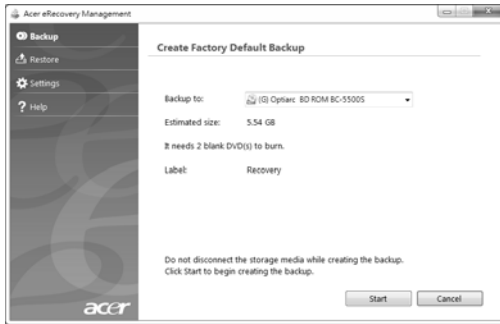 Acer eRecovery Management
Backup
Restore
Settings
Help
Create Factory Default Backup
Backup to: (G) Optiarc BD ROM BC-5500S
Estimated size: 5.54 GB
It needs 2 blank DVD(s) to burn.
Label: Recovery
Do not disconnect the storage media while creating the backup.
Click Start to begin creating the backup.
Start Cancel
acer